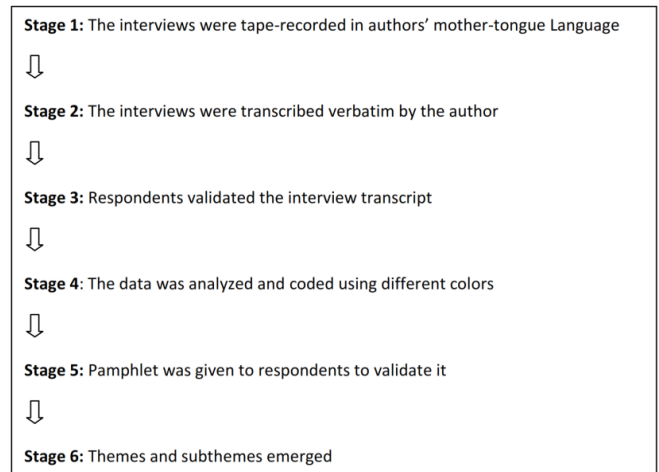 Stage 1: The interviews were tape-recorded in authors’ mother-tongue Language
Stage 2: The interviews were transcribed verbatim by the author
Stage 3: Respondents validated the interview transcript
Stage 4: The data was analyzed and coded using different colors
Stage 5: Pamphlet was given to respondents to validate it
Stage 6: Themes and subthemes emerged